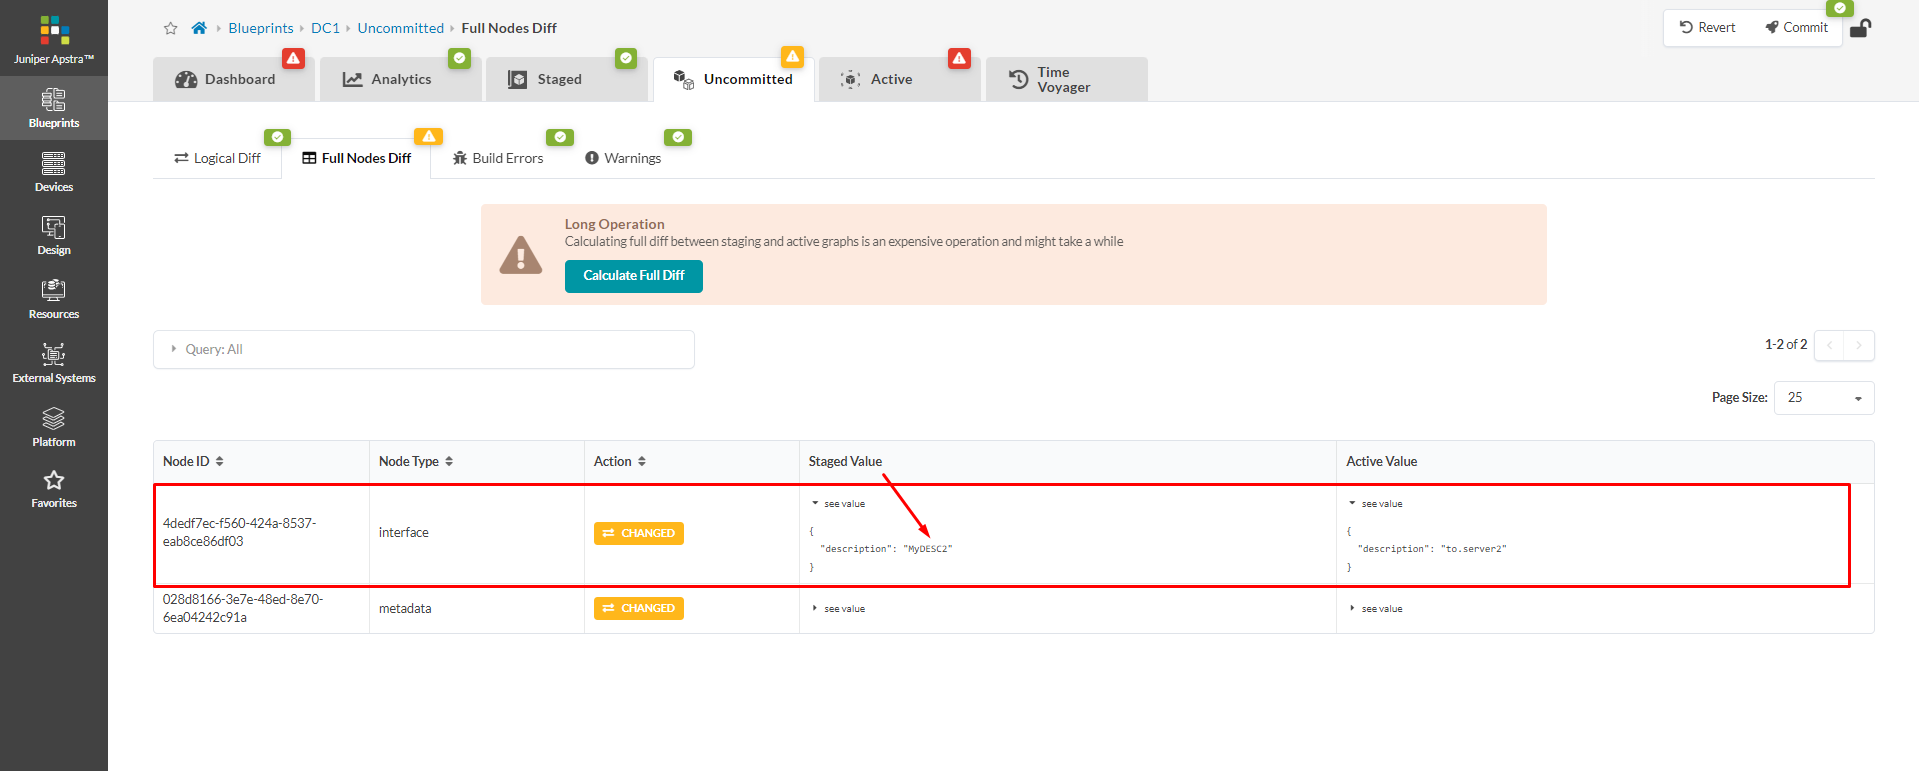 Juniper Apstra™
Blueprints
Devices
Design
Resources
External Systems
Platform
Favorites
Blueprints DC1 Uncommitted Full Nodes Diff
Revert Commit
Dashboard Analytics Staged Uncommitted Active Time Voyager
Logical Diff Full Nodes Diff Build Errors Warnings
Long Operation
Calculating full diff between staging and active graphs is an expensive operation and might take a while
Calculate Full Diff
Query: All
1-2 of 2
Page Size: 25
Node ID Node Type Action Staged Value Active Value
4dedf7ec-f560-424a-8537-
eab8ce86df03
interface
CHANGED
see value
{
"description": "MyDESC2"
}
see value
{
"description": "to.server2"
}
028d8166-3e7e-48ed-8e70-
6ea04242c91a
metadata
CHANGED
see value
see value